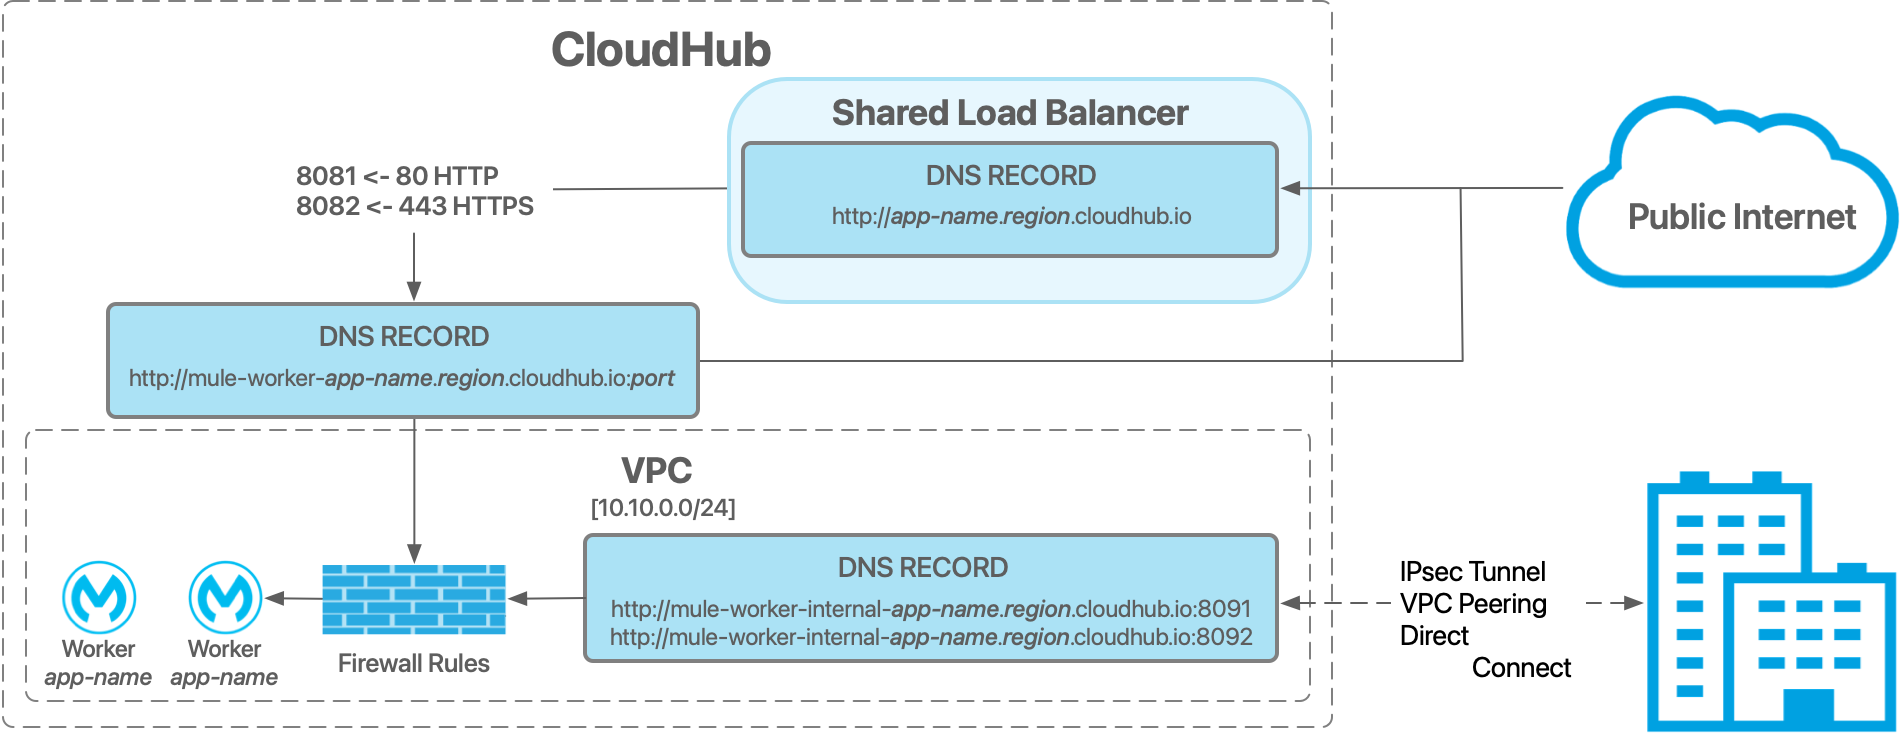 CloudHub
Shared Load Balancer
DNS RECORD
http://app-name.region.cloudhub.io
8081 <- 80 HTTP
8082 <- 443 HTTPS
Public Internet
DNS RECORD
http://mule-worker-app-name.region.cloudhub.io:port
VPC
[10.10.0.0/24]
DNS RECORD
http://mule-worker-internal-app-name.region.cloudhub.io:8091
http://mule-worker-internal-app-name.region.cloudhub.io:8092
Worker
app-name
Worker
app-name
Firewall Rules
IPsec Tunnel
VPC Peering
Direct
Connect